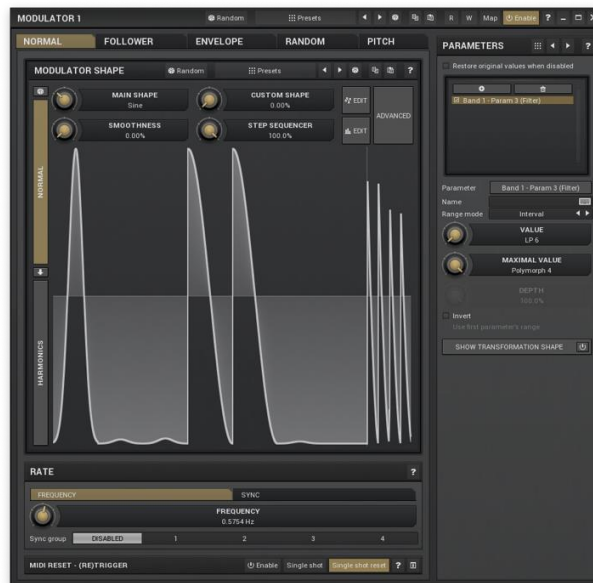 MODULATOR 1 Random Presets R W Map Enable ? X
NORMAL FOLLOWER ENVELOPE RANDOM PITCH
PARAMETERS ?
Restore original values when disabled
MODULATOR SHAPE Random Presets ?
MAIN SHAPE
Sine
CUSTOM SHAPE
0.00%
EDIT
ADVANCED
SMOOTHNESS
0.00%
STEP SEQUENCER
100.0%
EDIT
NORMAL
HARMONICS
Band 1 - Param 3 (Filter)
Parameter Band 1 - Param 3 (Filter)
Name
Range mode Interval
VALUE
LP 6
MAXIMAL VALUE
Polymorph 4
DEPTH
100.0%
Invert
Use first parameter's range
SHOW TRANSFORMATION SHAPE
RATE ?
FREQUENCY SYNC
FREQUENCY
0.5754 Hz
Sync group DISABLED 1 2 3 4
MIDI RESET - (RE)TRIGGER Enable Single shot Single shot reset ?